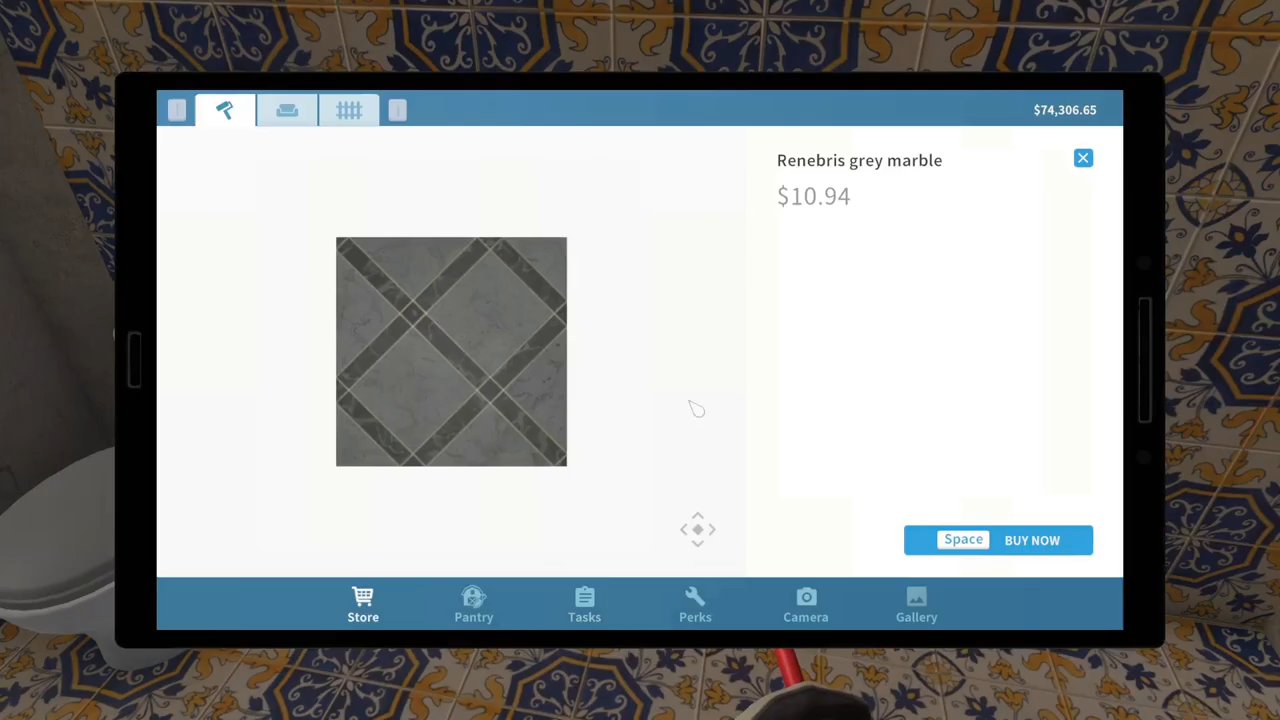 $74,306.65
Renebris grey marble
$10.94
Space BUY NOW
Store Pantry Tasks Perks Camera Gallery